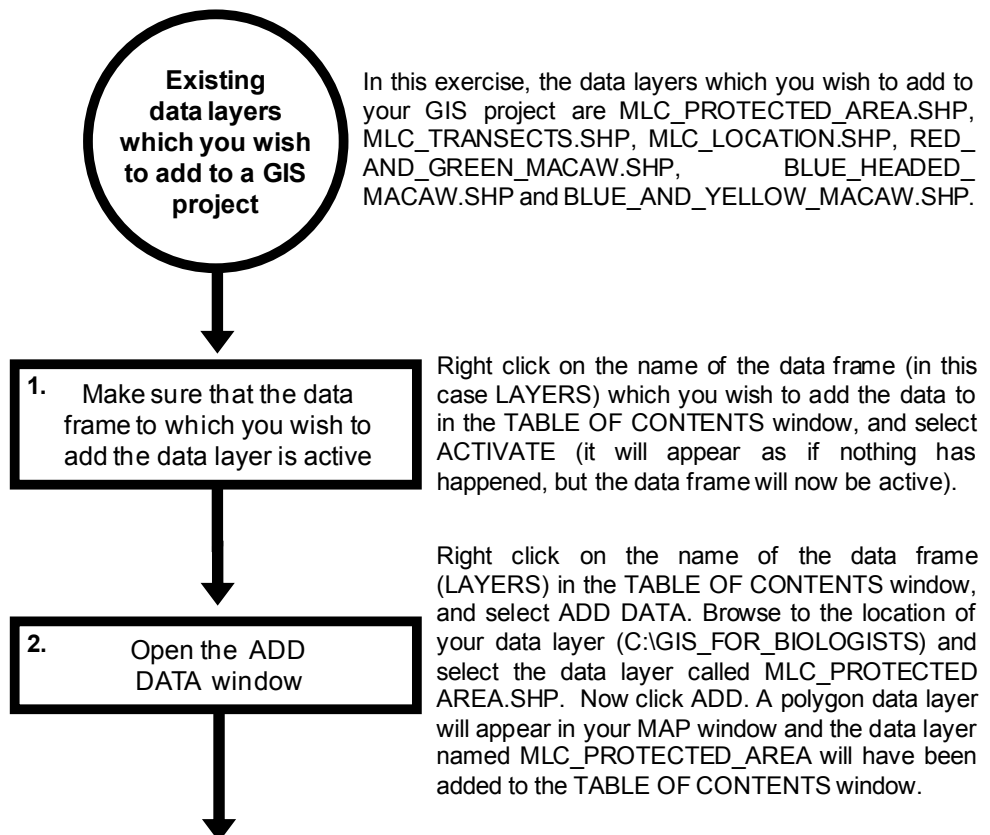 Existing
data layers
which you wish
to add to a GIS
project
In this exercise, the data layers which you wish to add to
your GIS project are MLC_PROTECTED_AREA.SHP,
MLC_TRANSECTS.SHP, MLC_LOCATION.SHP, RED_
AND_GREEN_MACAW.SHP, BLUE_HEADED_
MACAW.SHP and BLUE_AND_YELLOW_MACAW.SHP.
1. Make sure that the data
frame to which you wish to
add the data layer is active
Right click on the name of the data frame (in this
case LAYERS) which you wish to add the data to
in the TABLE OF CONTENTS window, and select
ACTIVATE (it will appear as if nothing has
happened, but the data frame will now be active).
2. Open the ADD
DATA window
Right click on the name of the data frame
(LAYERS) in the TABLE OF CONTENTS window,
and select ADD DATA. Browse to the location of
your data layer (C:\GIS_FOR_BIOLOGISTS) and
select the data layer called MLC_PROTECTED
AREA.SHP. Now click ADD. A polygon data layer
will appear in your MAP window and the data layer
named MLC_PROTECTED_AREA will have been
added to the TABLE OF CONTENTS window.